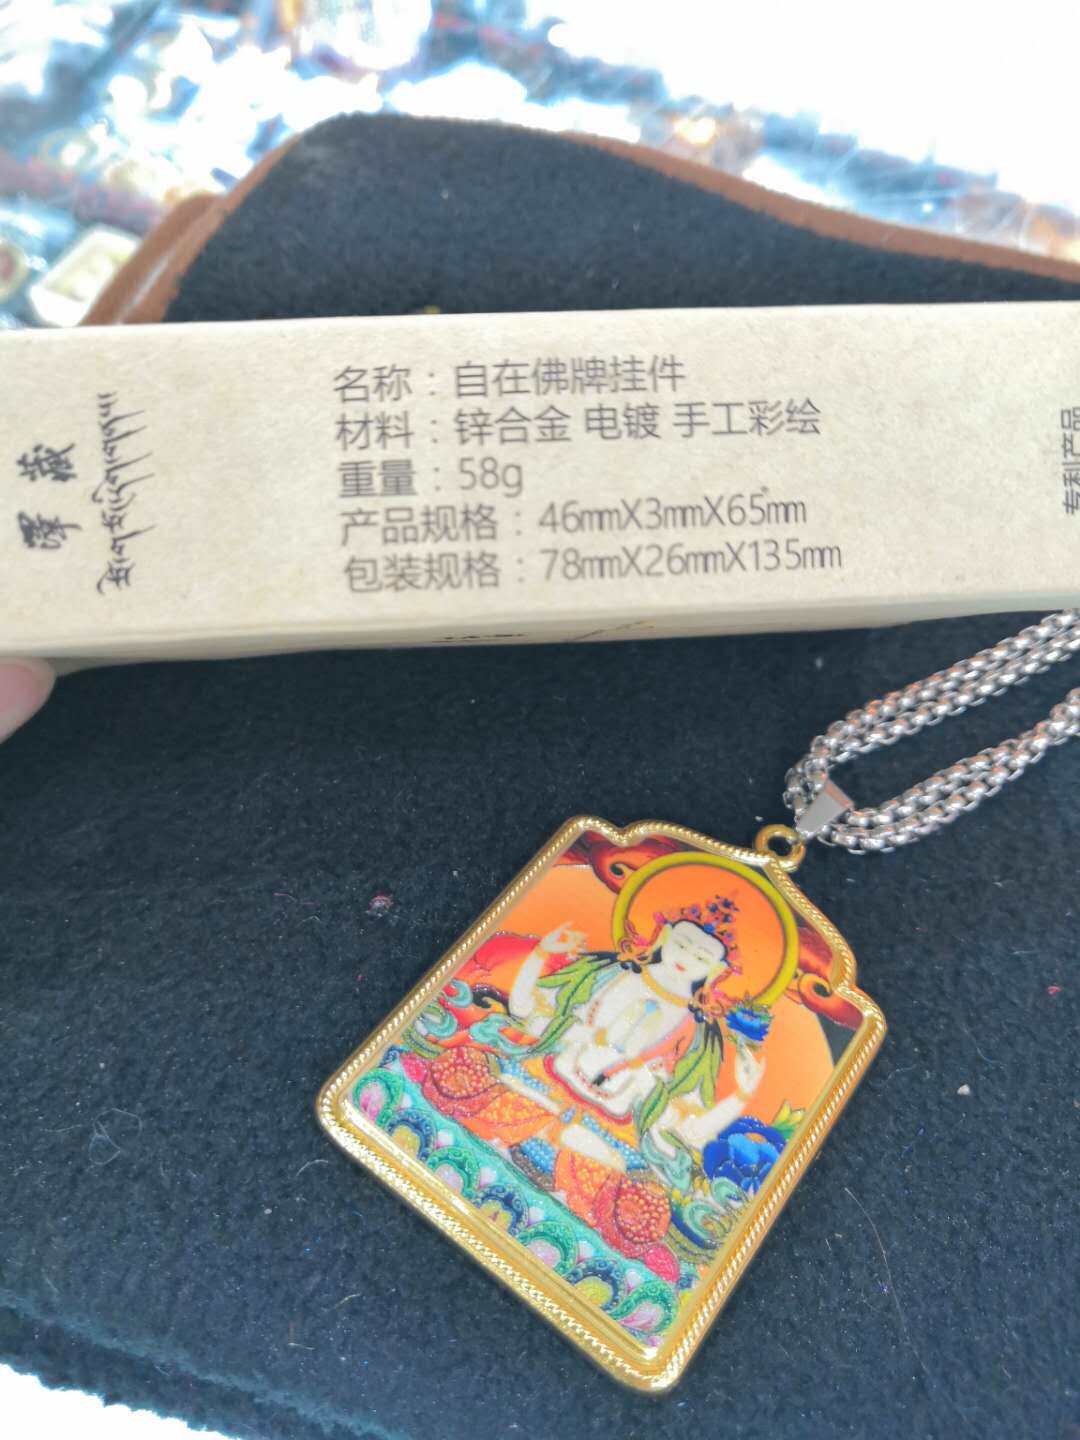 名称：自在佛牌挂件
材料：锌合金 电镀 手工彩绘
重量：58g
产品规格：46mmX3mmX65mm
包装规格：78mmX26mmX135mm
藏
专利产品